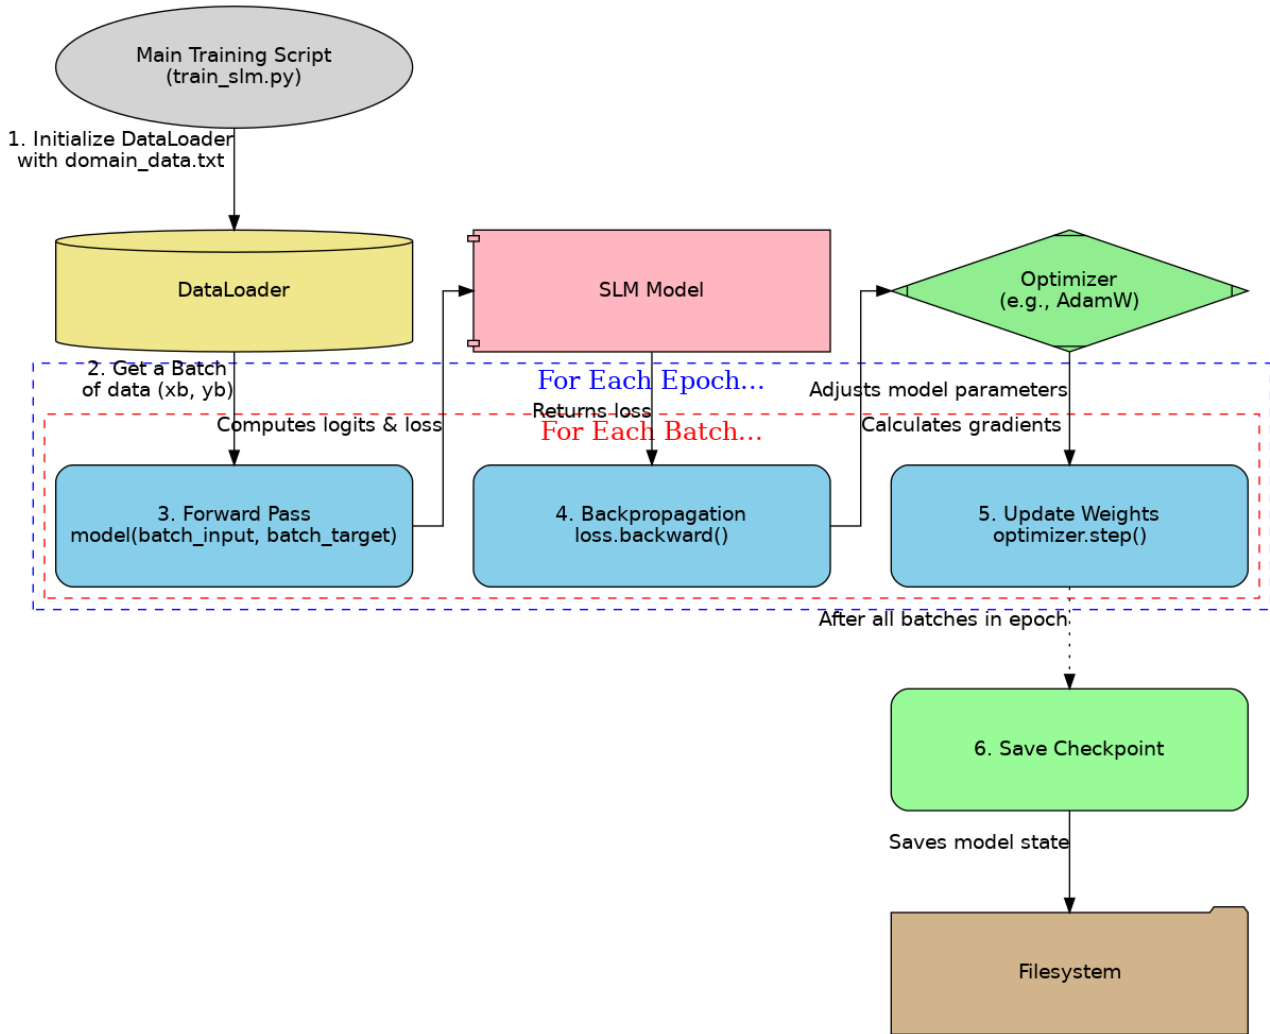 Main Training Script
(train_slm.py)
1. Initialize DataLoader
with domain_data.txt
DataLoader
SLM Model
Optimizer
(e.g., AdamW)
2. Get a Batch
of data (xb, yb)
For Each Epoch...
Adjusts model parameters
Returns loss
Computes logits & loss
For Each Batch...
Calculates gradients
3. Forward Pass
model(batch_input, batch_target)
4. Backpropagation
loss.backward()
5. Update Weights
optimizer.step()
After all batches in epoch
6. Save Checkpoint
Saves model state
Filesystem